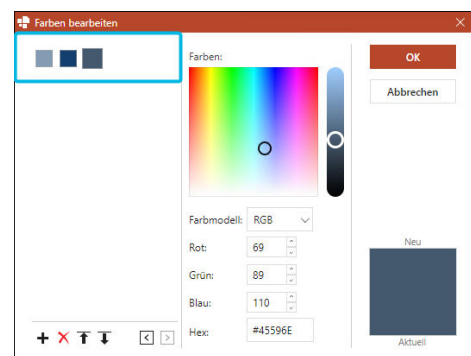 Farben bearbeiten
Farben:
OK
Abbrechen
Farbmodell: RGB
Rot: 69
Grün: 89
Blau: 110
Hex: #45596E
Neu
Aktuell